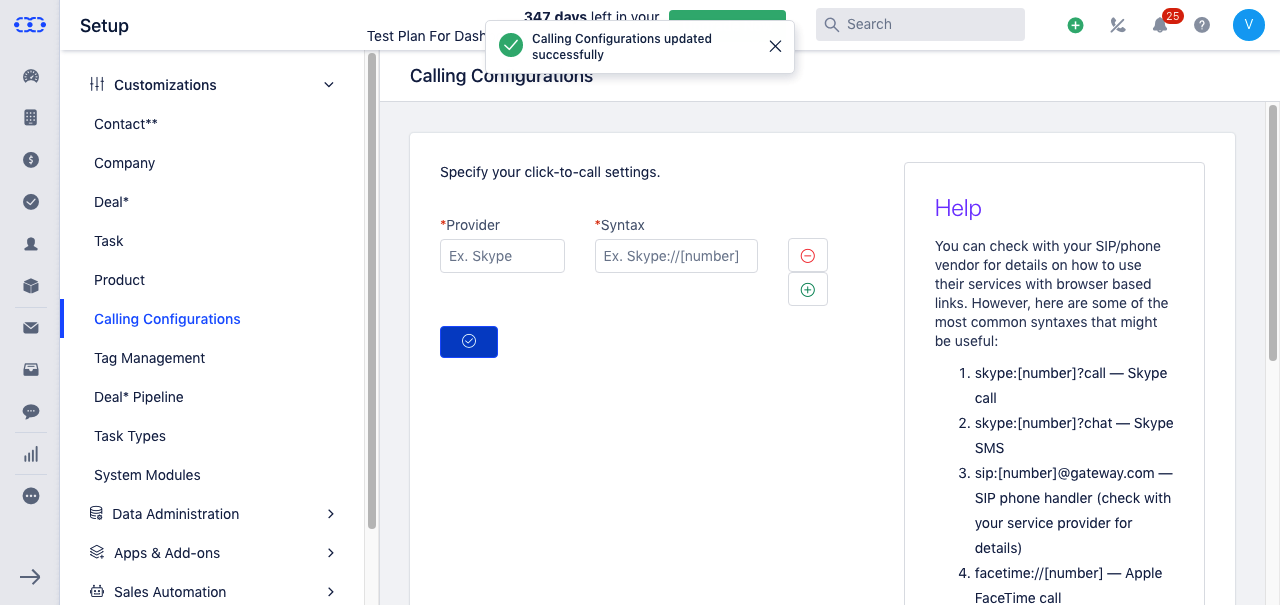 Setup
347 days left in your
Test Plan For Dash
Calling Configurations updated
successfully
Search
25
V
Customizations
Contact**
Company
Deal*
Task
Product
Calling Configurations
Tag Management
Deal* Pipeline
Task Types
System Modules
Data Administration
Apps & Add-ons
Sales Automation
Calling Configurations
Specify your click-to-call settings.
*Provider
*Syntax
Ex. Skype
Ex. Skype://[number]
Help
You can check with your SIP/phone
vendor for details on how to use
their services with browser based
links. However, here are some of the
most common syntaxes that might
be useful:
1. skype:[number]?call — Skype
call
2. skype:[number]?chat — Skype
SMS
3. sip:[number]@gateway.com —
SIP phone handler (check with
your service provider for
details)
4. facetime://[number] — Apple
FaceTime call